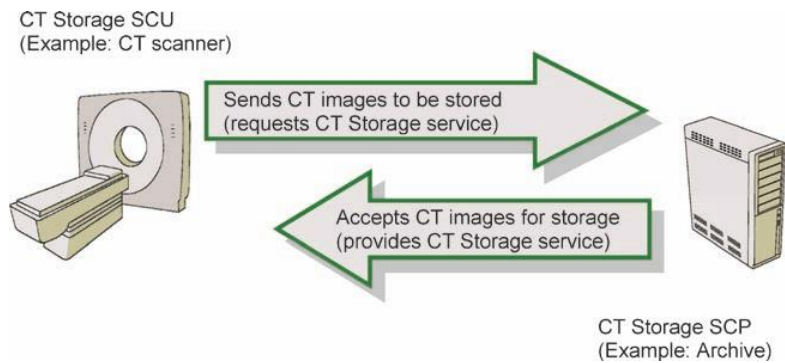 CT Storage SCU
(Example: CT scanner)
Sends CT images to be stored
(requests CT Storage service)
Accepts CT images for storage
(provides CT Storage service)
CT Storage SCP
(Example: Archive)